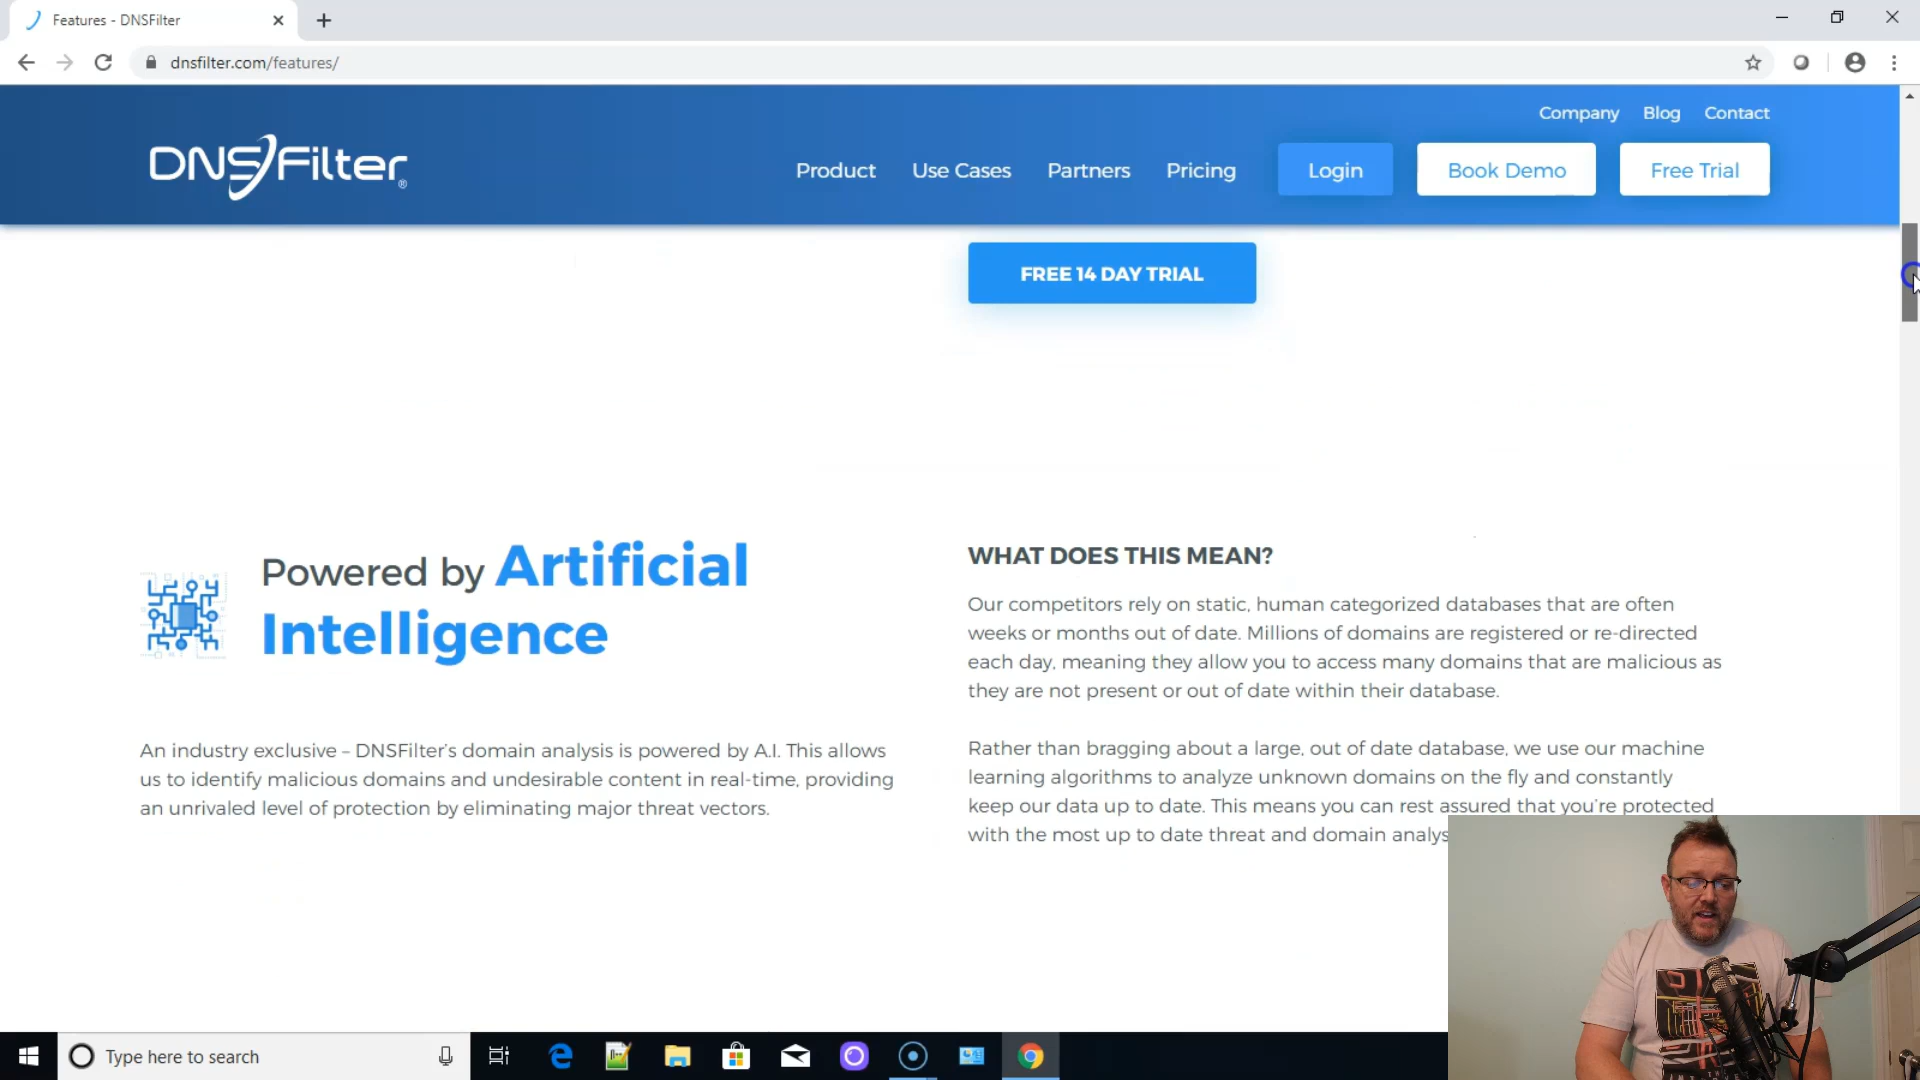 Features - DNSFilter
dnsfilter.com/features/
Company Blog Contact
DNSFilter®
Product Use Cases Partners Pricing Login Book Demo Free Trial
FREE 14 DAY TRIAL
Powered by Artificial
Intelligence
An industry exclusive – DNSFilter's domain analysis is powered by A.I. This allows
us to identify malicious domains and undesirable content in real-time, providing
an unrivaled level of protection by eliminating major threat vectors.
WHAT DOES THIS MEAN?
Our competitors rely on static, human categorized databases that are often
weeks or months out of date. Millions of domains are registered or re-directed
each day, meaning they allow you to access many domains that are malicious as
they are not present or out of date within their database.
Rather than bragging about a large, out of date database, we use our machine
learning algorithms to analyze unknown domains on the fly and constantly
keep our data up to date. This means you can rest assured that you're protected
with the most up to date threat and domain analys
Type here to search